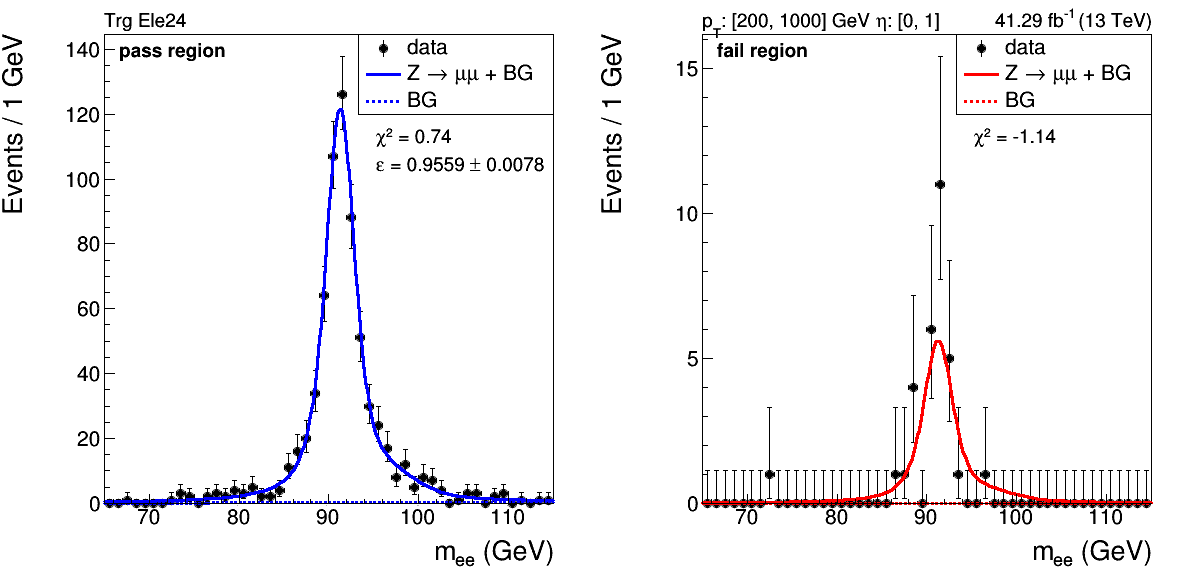 Trg Ele24
pass region
data
Z → μμ + BG
BG
χ² = 0.74
ε = 0.9559 ± 0.0078
Events / 1 GeV
140
120
100
80
60
40
20
0
70 80 90 100 110
m_ee (GeV)
p_T: [200, 1000] GeV η: [0, 1] 41.29 fb⁻¹ (13 TeV)
fail region
data
Z → μμ + BG
BG
χ² = -1.14
Events / 1 GeV
15
10
5
0
70 80 90 100 110
m_ee (GeV)